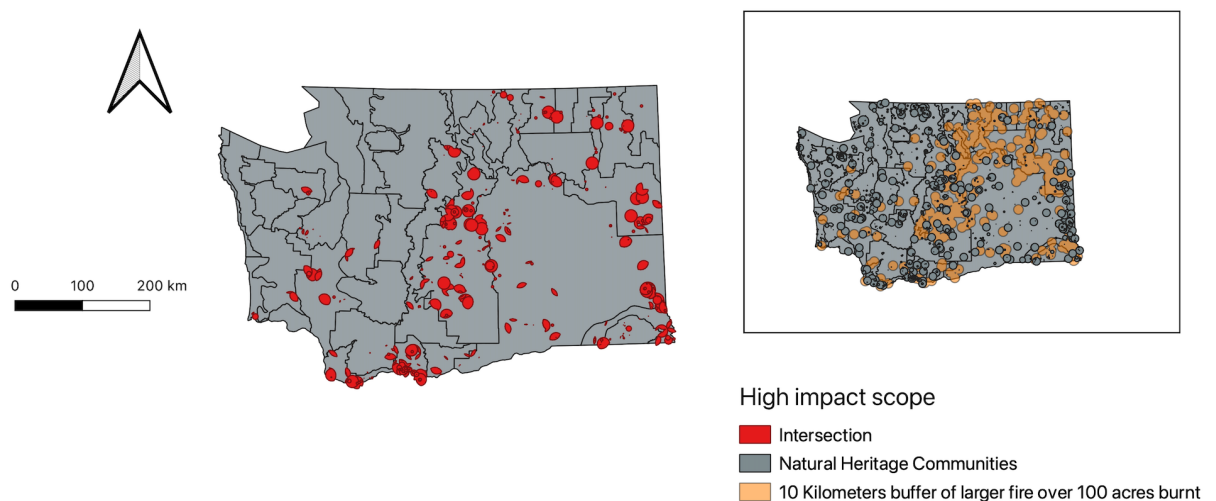 0 100 200 km
High impact scope
Intersection
Natural Heritage Communities
10 Kilometers buffer of larger fire over 100 acres burnt